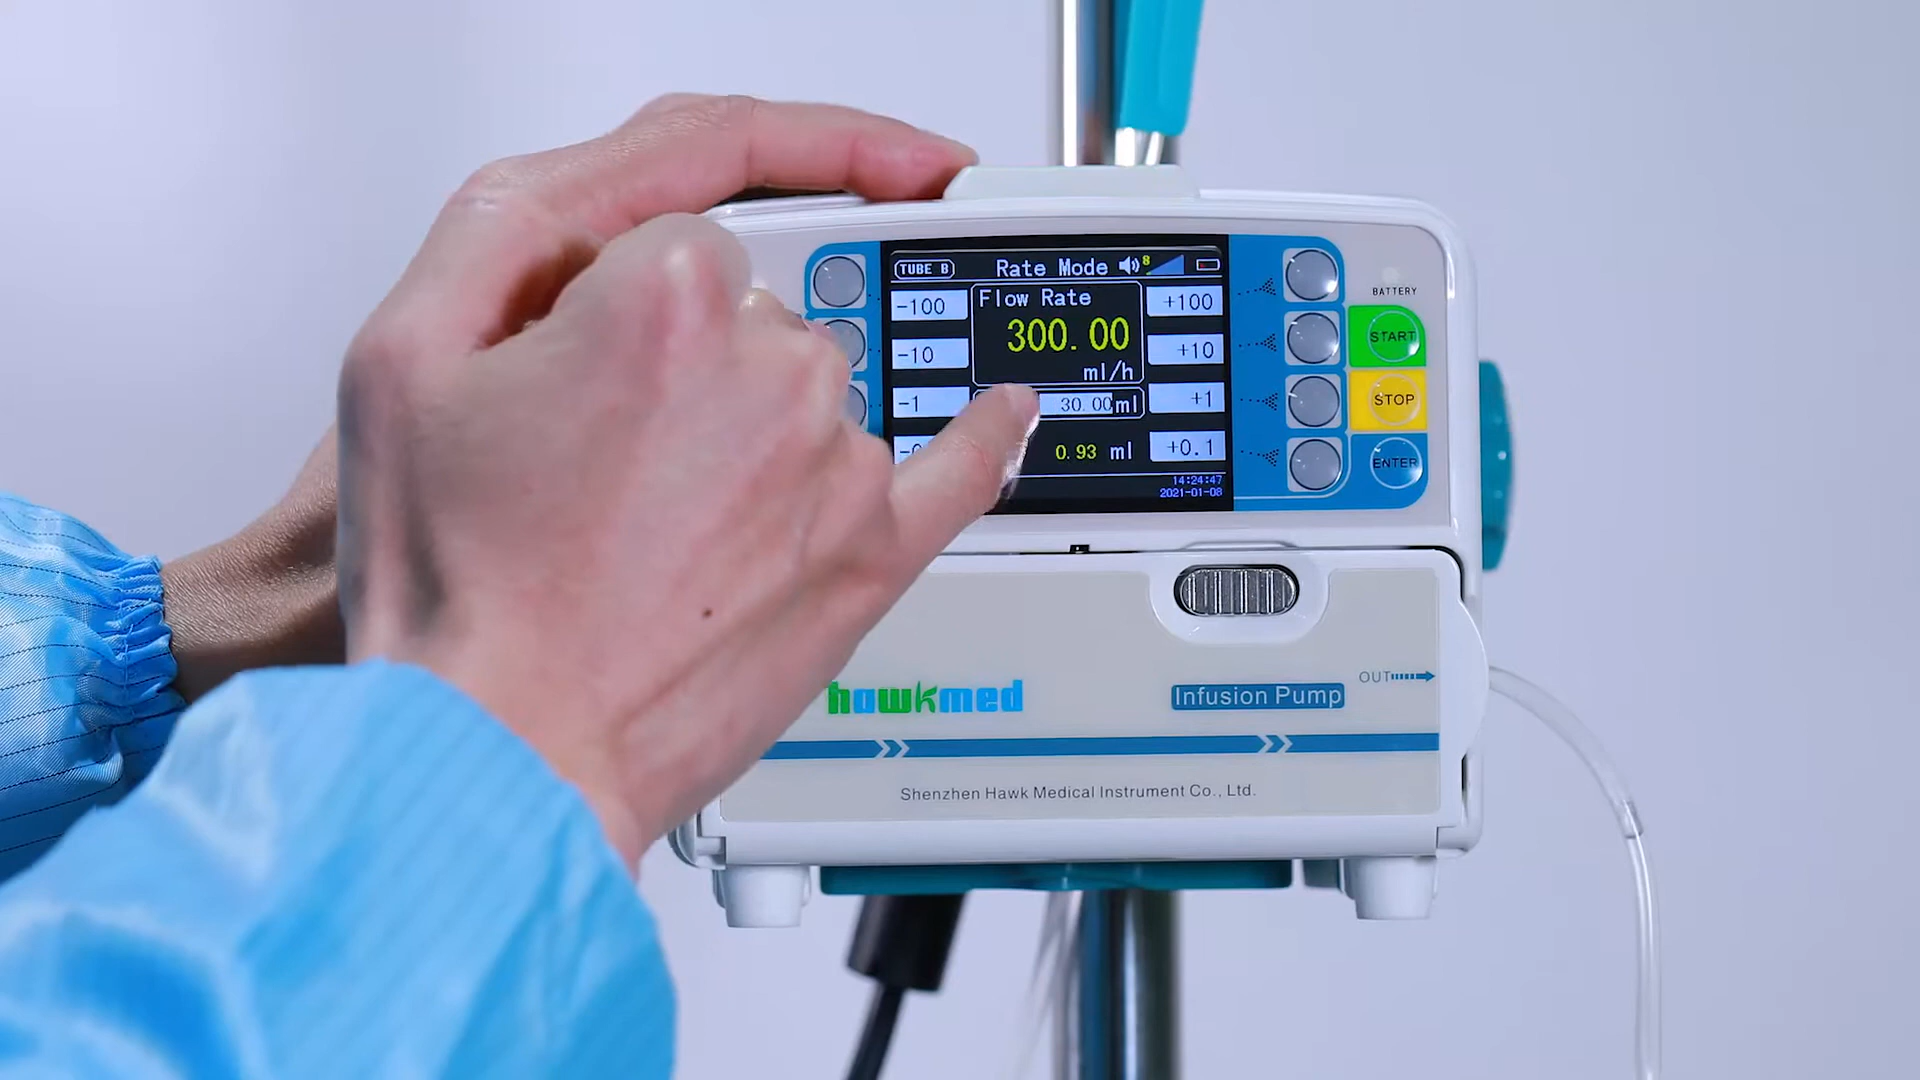 TUBE B
Rate Mode
8
-100
Flow Rate
+100
300.00
-10
ml/h
+10
-1
30.00ml
+1
0.93 ml
+0.1
14:24:47
2021-01-08
BATTERY
START
STOP
ENTER
hawkmed
Infusion Pump
OUT
Shenzhen Hawk Medical Instrument Co., Ltd.